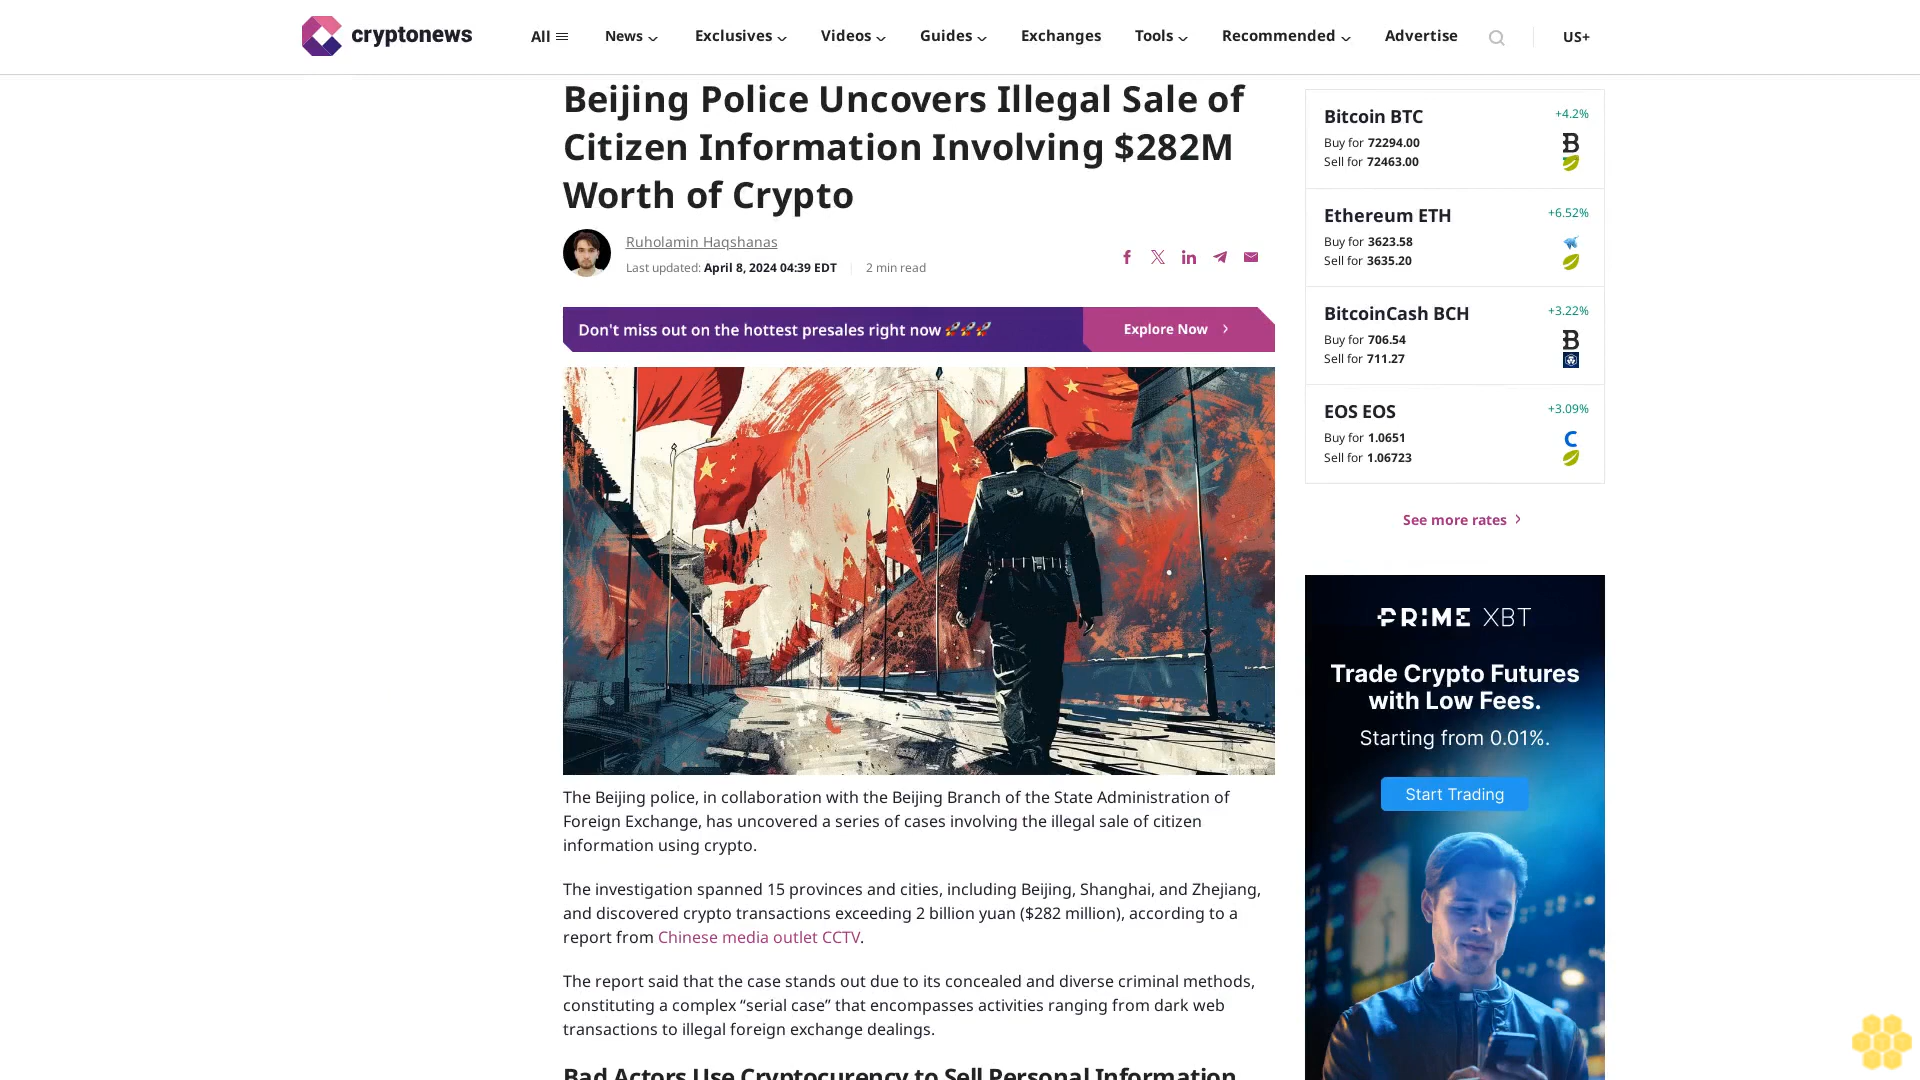 cryptonews
All
News
Exclusives
Videos
Guides
Exchanges
Tools
Recommended
Advertise
US+
Beijing Police Uncovers Illegal Sale of
Citizen Information Involving $282M
Worth of Crypto
Ruholamin Haqshanas
Last updated: April 8, 2024 04:39 EDT
2 min read
Don't miss out on the hottest presales right now 🚀🚀🚀
Explore Now
The Beijing police, in collaboration with the Beijing Branch of the State Administration of
Foreign Exchange, has uncovered a series of cases involving the illegal sale of citizen
information using crypto.
The investigation spanned 15 provinces and cities, including Beijing, Shanghai, and Zhejiang,
and discovered crypto transactions exceeding 2 billion yuan ($282 million), according to a
report from Chinese media outlet CCTV.
The report said that the case stands out due to its concealed and diverse criminal methods,
constituting a complex “serial case” that encompasses activities ranging from dark web
transactions to illegal foreign exchange dealings.
Bad Actors Use Cryptocurency to Sell Personal Information
Bitcoin BTC
+4.2%
Buy for 72294.00
Sell for 72463.00
Ethereum ETH
+6.52%
Buy for 3623.58
Sell for 3635.20
BitcoinCash BCH
+3.22%
Buy for 706.54
Sell for 711.27
EOS EOS
+3.09%
Buy for 1.0651
Sell for 1.06723
See more rates
PRIME XBT
Trade Crypto Futures
with Low Fees.
Starting from 0.01%.
Start Trading